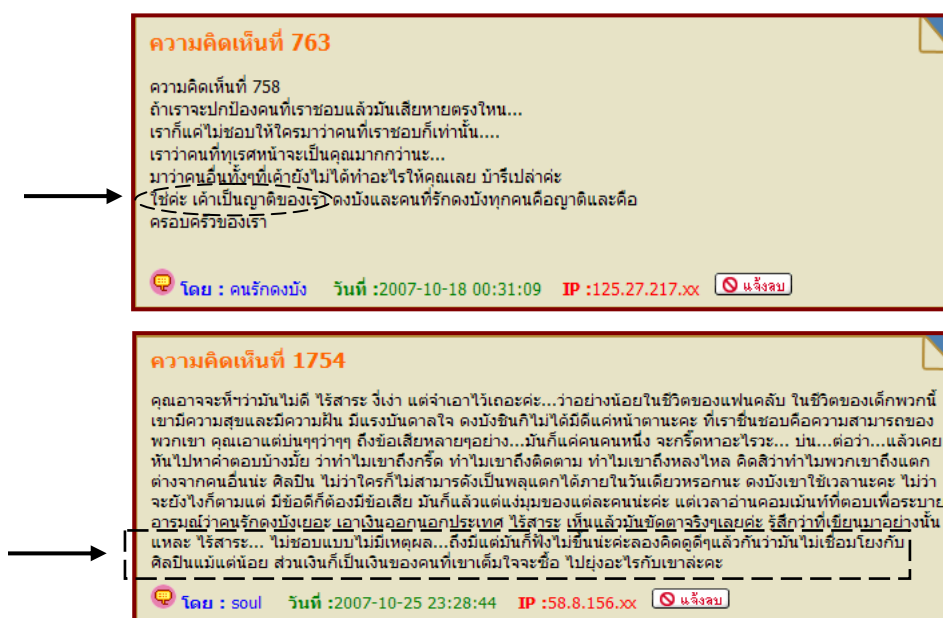 ความคิดเห็นที่ 763
ความคิดเห็นที่ 758
ถ้าเราจะปกป้องคนที่เราชอบแล้วมันเสียหายตรงใหน...
เราก็แค่ไม่ชอบให้ใครมาว่าคนที่เราชอบก็เท่านั้น....
เราว่าคนที่ทุเรศหน้าจะเป็นคุณมากกว่านะ...
มาว่าคนอื่นทั้งๆที่เค้ายังไม่ได้ทำอะไรให้คุณเลย บ้ารึเปล่าค่ะ
ใช่ค่ะ เค้าเป็นญาติของเรา ดงบังและคนที่รักดงบังทุกคนคือญาติและคือ
ครอบครัวของเรา
โดย : คนรักดงบัง วันที่ :2007-10-18 00:31:09 IP :125.27.217.xx แจ้งลบ
ความคิดเห็นที่ 1754
คุณอาจจะห็ฯว่ามันไม่ดี ไร้สาระ งี่เง่า แต่จำเอาไว้เถอะค่ะ...ว่าอย่างน้อยในชีวิตของแฟนคลับ ในชีวิตของเด็กพวกนี้
เขามีความสุขและมีความฝัน มีแรงบันดาลใจ ดงบังชินกิไม่ได้มีดีแค่หน้าตานะคะ ที่เราชื่นชอบคือความสามารถของ
พวกเขา คุณเอาแต่บ่นๆๆว่าๆๆ ถึงข้อเสียหลายๆอย่าง...มันก็แค่คนคนหนึ่ง จะกรี๊ดหาอะไรวะ... บ่น...ต่อว่า...แล้วเคย
หันไปหาคำตอบบ้างมั้ย ว่าทำไมเขาถึงกรี๊ด ทำไมเขาถึงติดตาม ทำไมเขาถึงหลงไหล คิดสิว่าทำไมพวกเขาถึงแตก
ต่างจากคนอื่นน่ะ ศิลปิน ไม่ว่าใครก็ไม่สามารถดังเป็นพลุแตกได้ภายในวันเดียวหรอกนะ ดงบังเขาใช้เวลานะคะ ไม่ว่า
จะยังไงก็ตามแต่ มีข้อดีก็ต้องมีข้อเสีย มันก็แล้วแต่แง่มุมของแต่ละคนน่ะค่ะ แต่เวลาอ่านคอมเม้นท์ที่ตอบเพื่อระบาย
อารมณ์ว่าคนรักดงบังเยอะ เอาเงินออกนอกประเทศ ไร้สาระ เห็นแล้วมันขัดตาจริงๆเลยค่ะ รู้สึกว่าที่เขียนมาอย่างนั้น
แหละ ไร้สาระ... ไม่ชอบแบบไม่มีเหตุผล...ถึงมีแต่มันก็ฟังไม่ขึ้นน่ะค่ะลองคิดดูดีๆแล้วกันว่ามันไม่เชื่อมโยงกับ
ศิลปินแม้แต่น้อย ส่วนเงินก็เป็นเงินของคนที่เขาเต็มใจจะซื้อ ไปยุ่งอะไรกับเขาล่ะคะ
โดย : soul วันที่ :2007-10-25 23:28:44 IP :58.8.156.xx แจ้งลบ